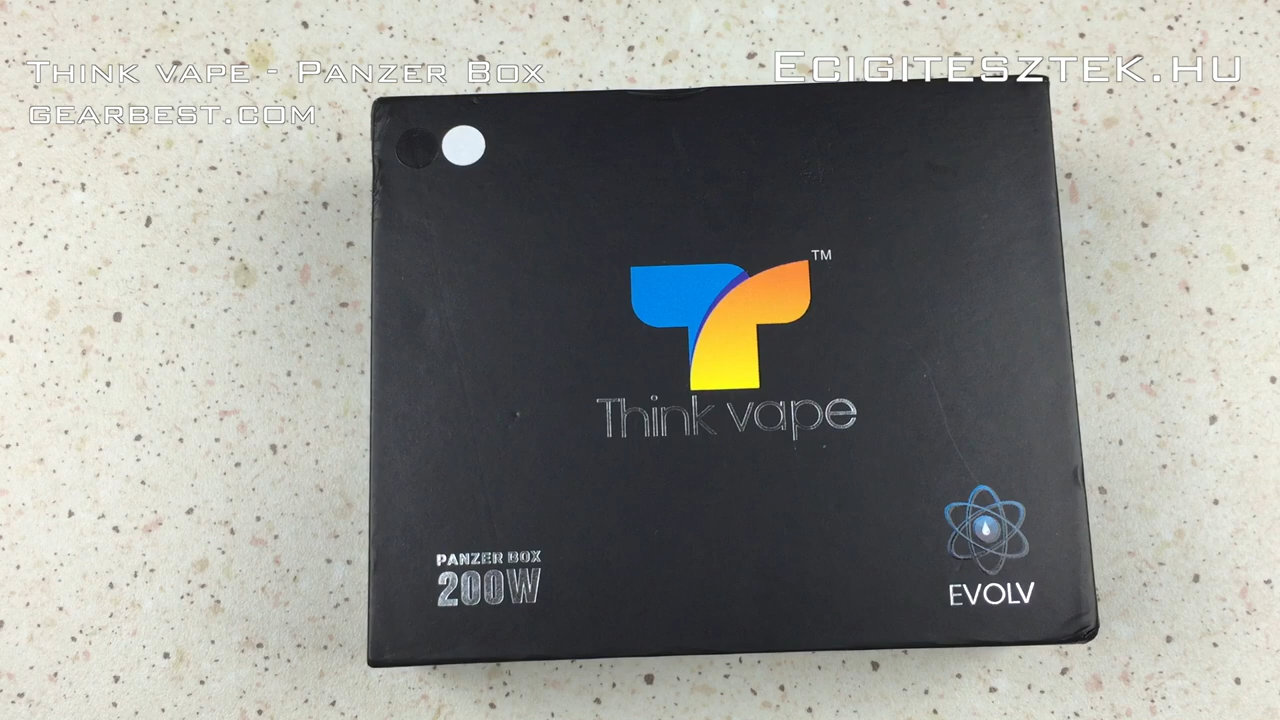 Think vape - Panzer Box
gearbest.com
Ecigitesztek.hu
TM
Think vape
PANZER BOX
200W
EVOLV